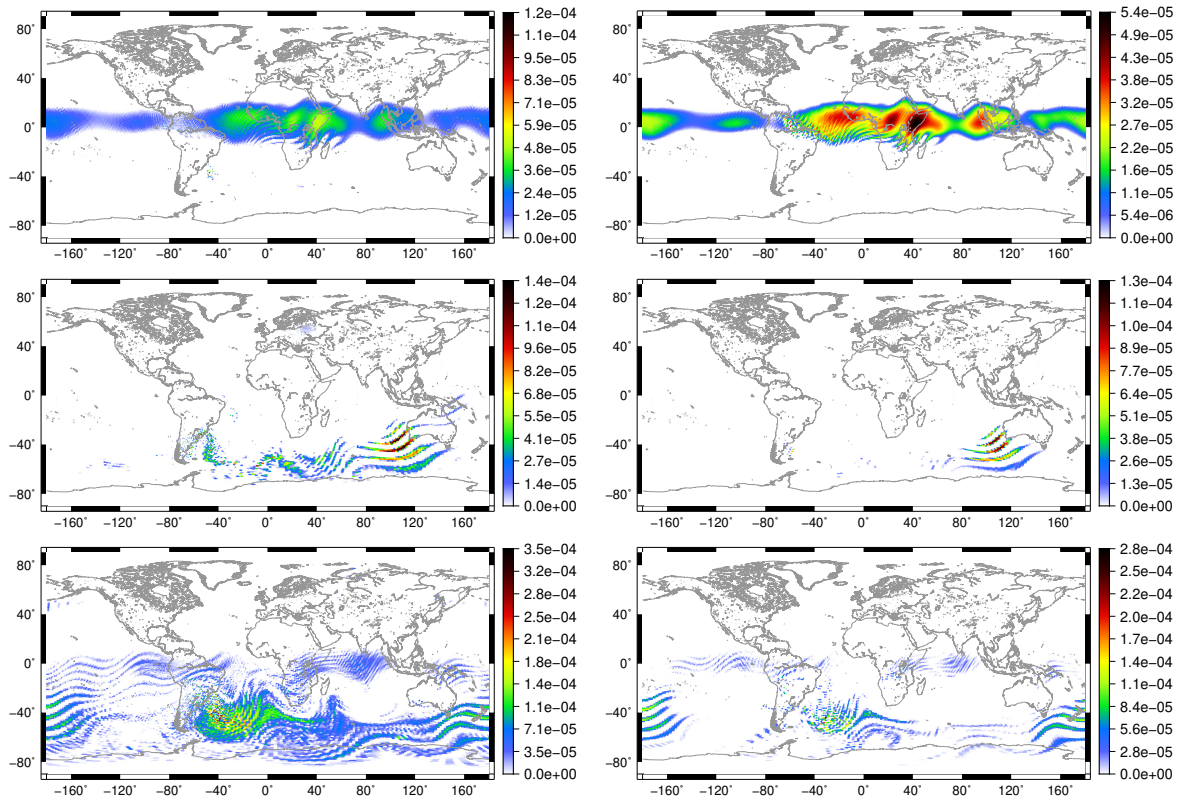 80˚
40˚
0˚
−40˚
−80˚
−160˚ −120˚ −80˚ −40˚ 0˚ 40˚ 80˚ 120˚ 160˚
1.2e−04
1.1e−04
9.5e−05
8.3e−05
7.1e−05
5.9e−05
4.7e−05
3.6e−05
2.4e−05
1.2e−05
0.0e+00
80˚
40˚
0˚
−40˚
−80˚
−160˚ −120˚ −80˚ −40˚ 0˚ 40˚ 80˚ 120˚ 160˚
5.4e−05
4.9e−05
4.3e−05
3.8e−05
3.2e−05
2.7e−05
2.2e−05
1.6e−05
1.1e−05
5.4e−06
0.0e+00
80˚
40˚
0˚
−40˚
−80˚
−160˚ −120˚ −80˚ −40˚ 0˚ 40˚ 80˚ 120˚ 160˚
1.4e−04
1.2e−04
1.1e−04
9.6e−05
8.2e−05
6.8e−05
5.5e−05
4.1e−05
2.7e−05
1.4e−05
0.0e+00
80˚
40˚
0˚
−40˚
−80˚
−160˚ −120˚ −80˚ −40˚ 0˚ 40˚ 80˚ 120˚ 160˚
1.3e−04
1.1e−04
1.0e−04
8.9e−05
7.7e−05
6.4e−05
5.1e−05
3.8e−05
2.6e−05
1.3e−05
0.0e+00
80˚
40˚
0˚
−40˚
−80˚
−160˚ −120˚ −80˚ −40˚ 0˚ 40˚ 80˚ 120˚ 160˚
3.5e−04
3.2e−04
2.8e−04
2.5e−04
2.1e−04
1.8e−04
1.4e−04
1.1e−04
7.1e−05
3.5e−05
0.0e+00
80˚
40˚
0˚
−40˚
−80˚
−160˚ −120˚ −80˚ −40˚ 0˚ 40˚ 80˚ 120˚ 160˚
2.8e−04
2.5e−04
2.2e−04
2.0e−04
1.7e−04
1.4e−04
1.1e−04
8.4e−05
5.6e−05
2.8e−05
0.0e+00